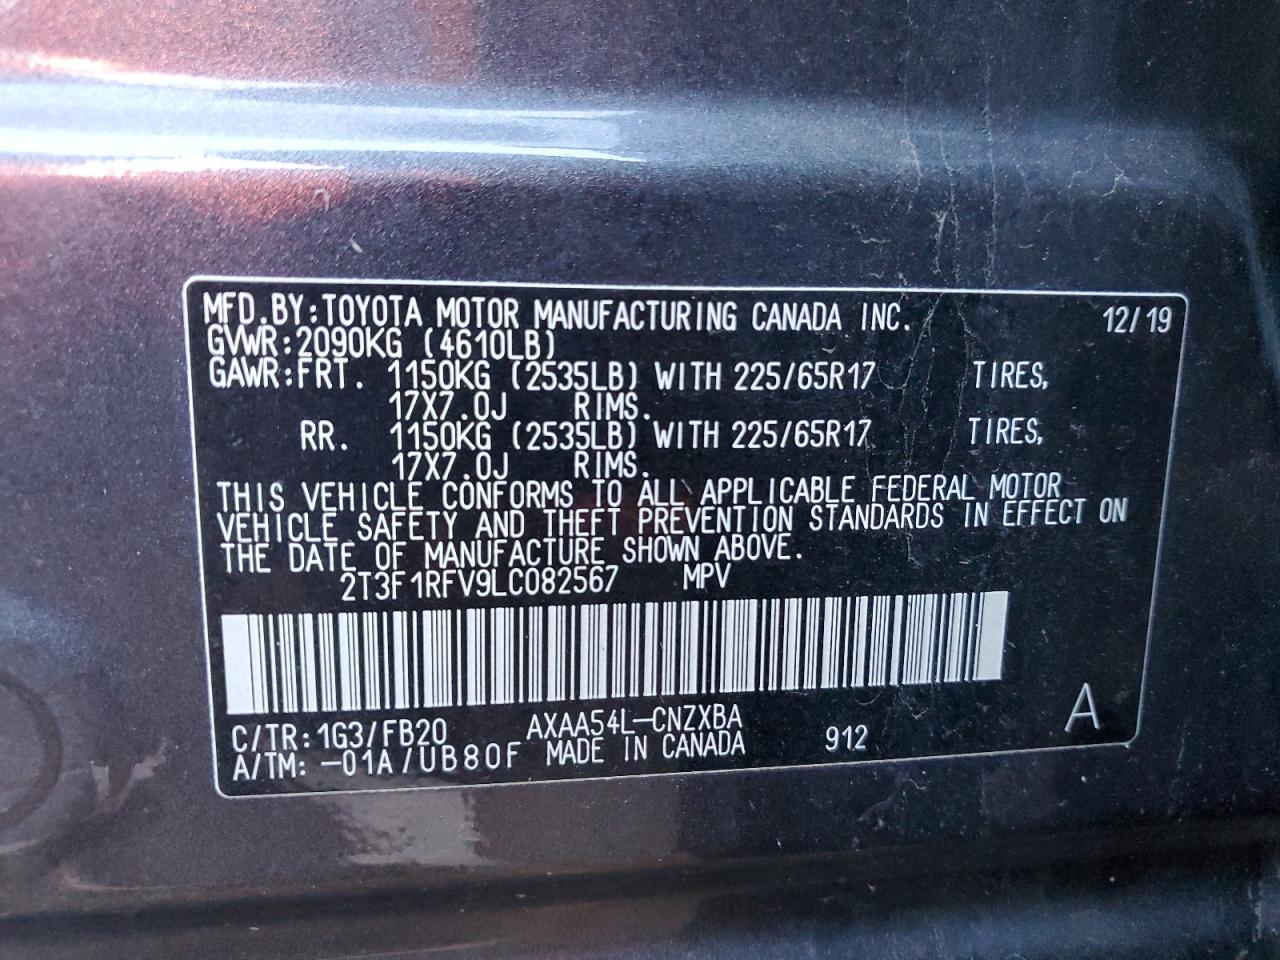 MFD.BY:TOYOTA MOTOR MANUFACTURING CANADA INC. 12/19
GVWR:2090KG (4610LB)
GAWR:FRT. 1150KG (2535LB) WITH 225/65R17 TIRES,
17X7.0J RIMS.
RR. 1150KG (2535LB) WITH 225/65R17 TIRES,
17X7.0J RIMS.
THIS VEHICLE CONFORMS TO ALL APPLICABLE FEDERAL MOTOR
VEHICLE SAFETY AND THEFT PREVENTION STANDARDS IN EFFECT ON
THE DATE OF MANUFACTURE SHOWN ABOVE.
2T3F1RFV9LC082567 MPV
C/TR:1G3/FB20 AXAA54L-CNZXBA
A/TM:-01A/UB80F MADE IN CANADA 912
A